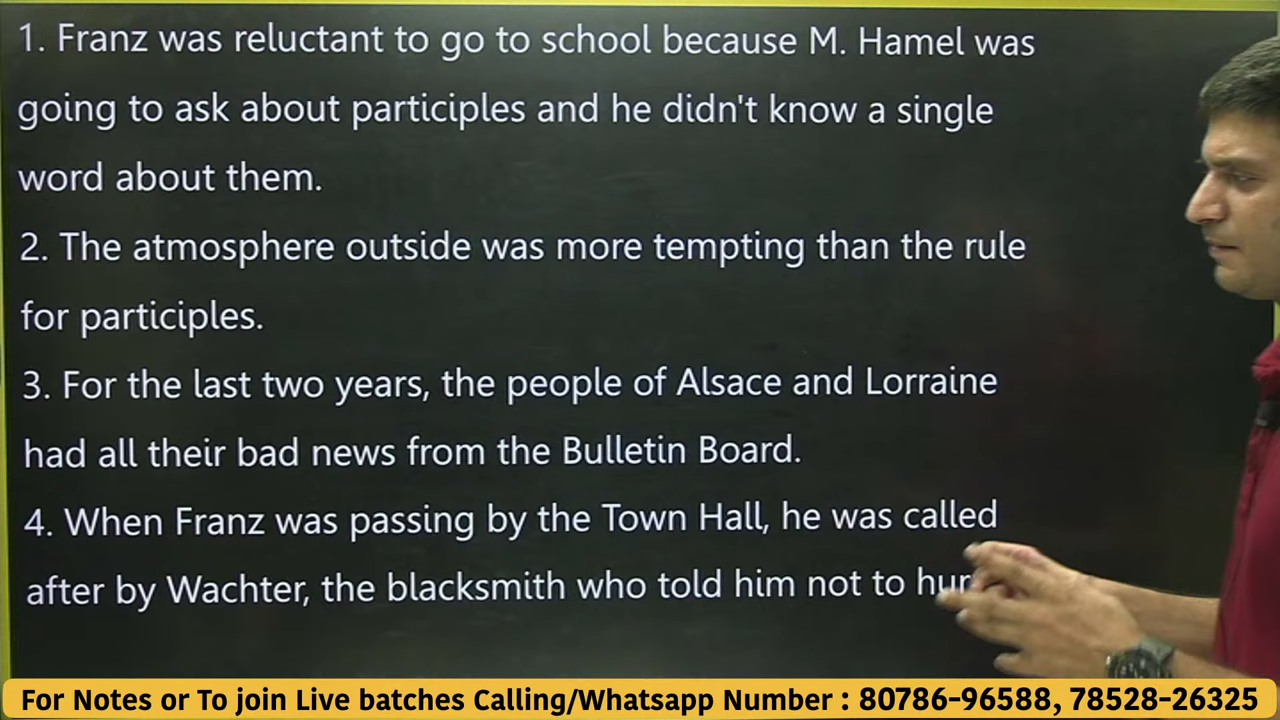 1. Franz was reluctant to go to school because M. Hamel was
going to ask about participles and he didn't know a single
word about them.
2. The atmosphere outside was more tempting than the rule
for participles.
3. For the last two years, the people of Alsace and Lorraine
had all their bad news from the Bulletin Board.
4. When Franz was passing by the Town Hall, he was called
after by Wachter, the blacksmith who told him not to
For Notes or To join Live batches Calling/Whatsapp Number : 80786-96588, 78528-26325